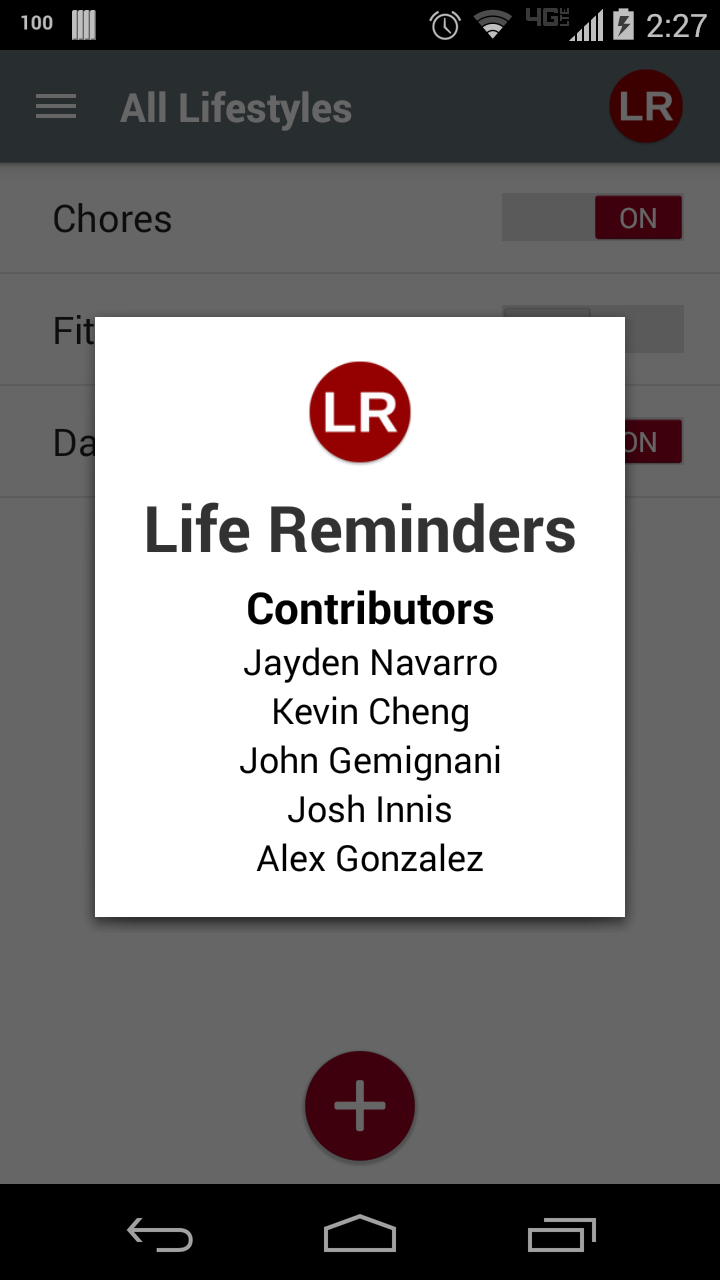 100 4G LTE 2:27
All Lifestyles LR
Chores ON
Fit
Da ON
LR
Life Reminders
Contributors
Jayden Navarro
Kevin Cheng
John Gemignani
Josh Innis
Alex Gonzalez